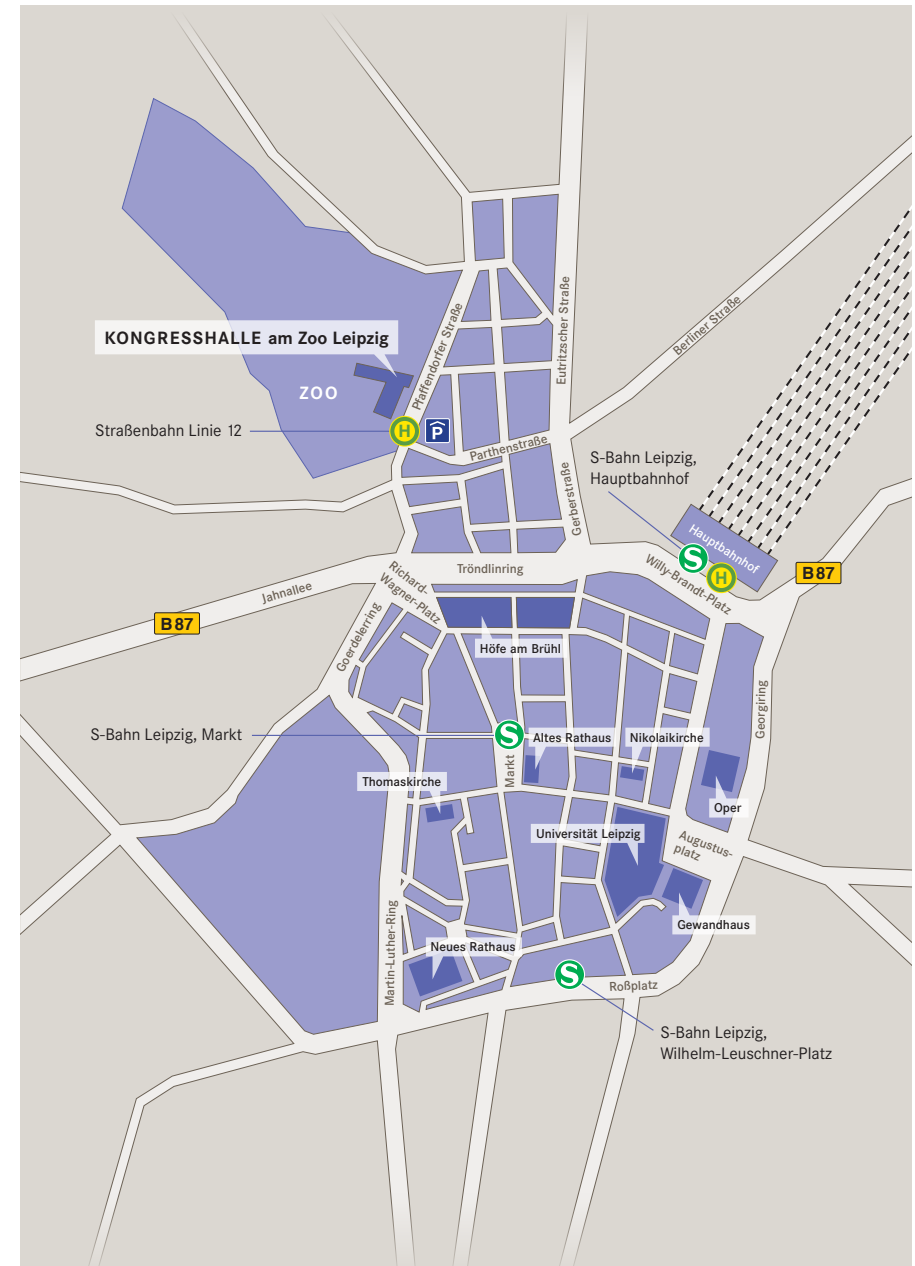 Eutritzscher Straße
Berliner Straße
Pfaffendorfer Straße
KONGRESSHALLE am Zoo Leipzig
ZOO
Straßenbahn Linie 12
H
P
Parthenstraße
S-Bahn Leipzig,
Hauptbahnhof
Gerberstraße
Hauptbahnhof
S
H
B87
Willy-Brandt-Platz
Tröndlinring
Richard-
Wagner-Platz
Jahnallee
B87
Goerdelerring
Höfe am Brühl
Georgiring
S-Bahn Leipzig, Markt
S
Markt
Altes Rathaus
Nikolaikirche
Thomaskirche
Oper
Universität Leipzig
Augustus-
platz
Gewandhaus
Martin-Luther-Ring
Neues Rathaus
S
Roßplatz
S-Bahn Leipzig,
Wilhelm-Leuschner-Platz